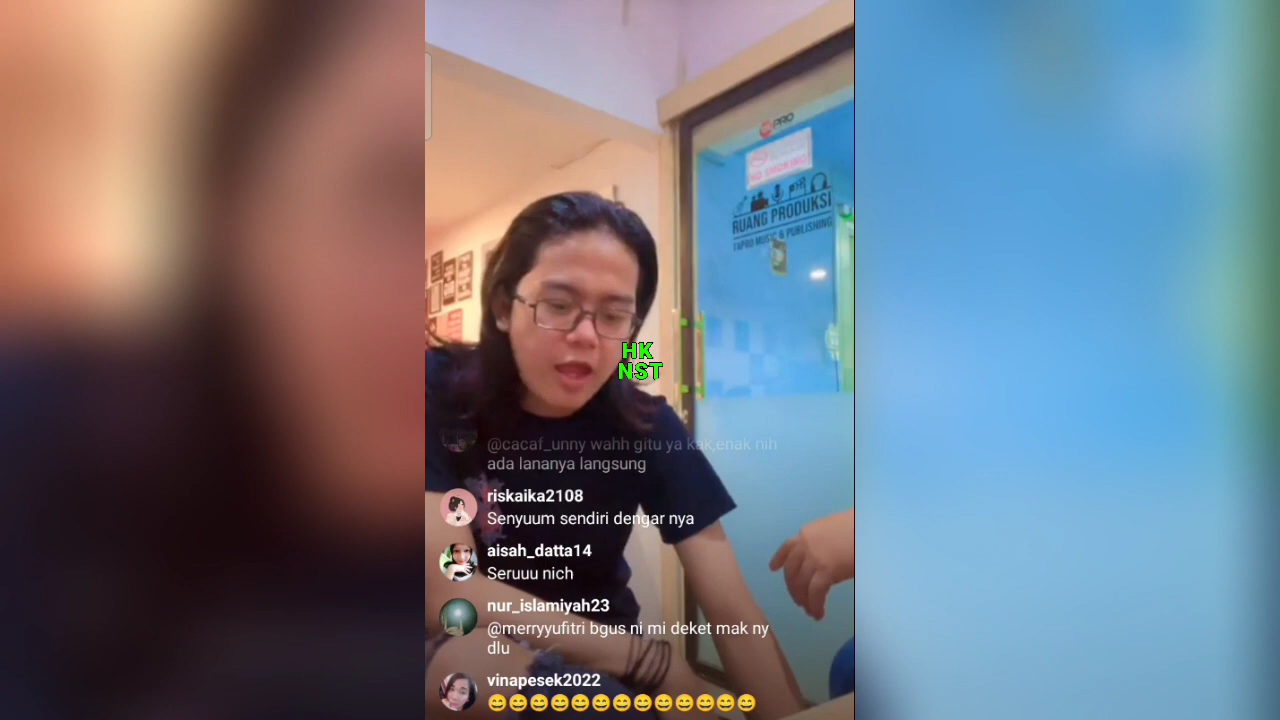 PRO
NO SMOKING
RUANG PRODUKSI
TAPRO MUSIC & PUBLISHING
HK
NST
@cacaf_unny wahh gitu ya kak,enak nih
ada lananya langsung
riskaika2108
Senyuum sendiri dengar nya
aisah_datta14
Seruuu nich
nur_islamiyah23
@merryyufitri bgus ni mi deket mak ny
dlu
vinapesek2022
😄😄😄😄😄😄😄😄😄😄😄😄😄